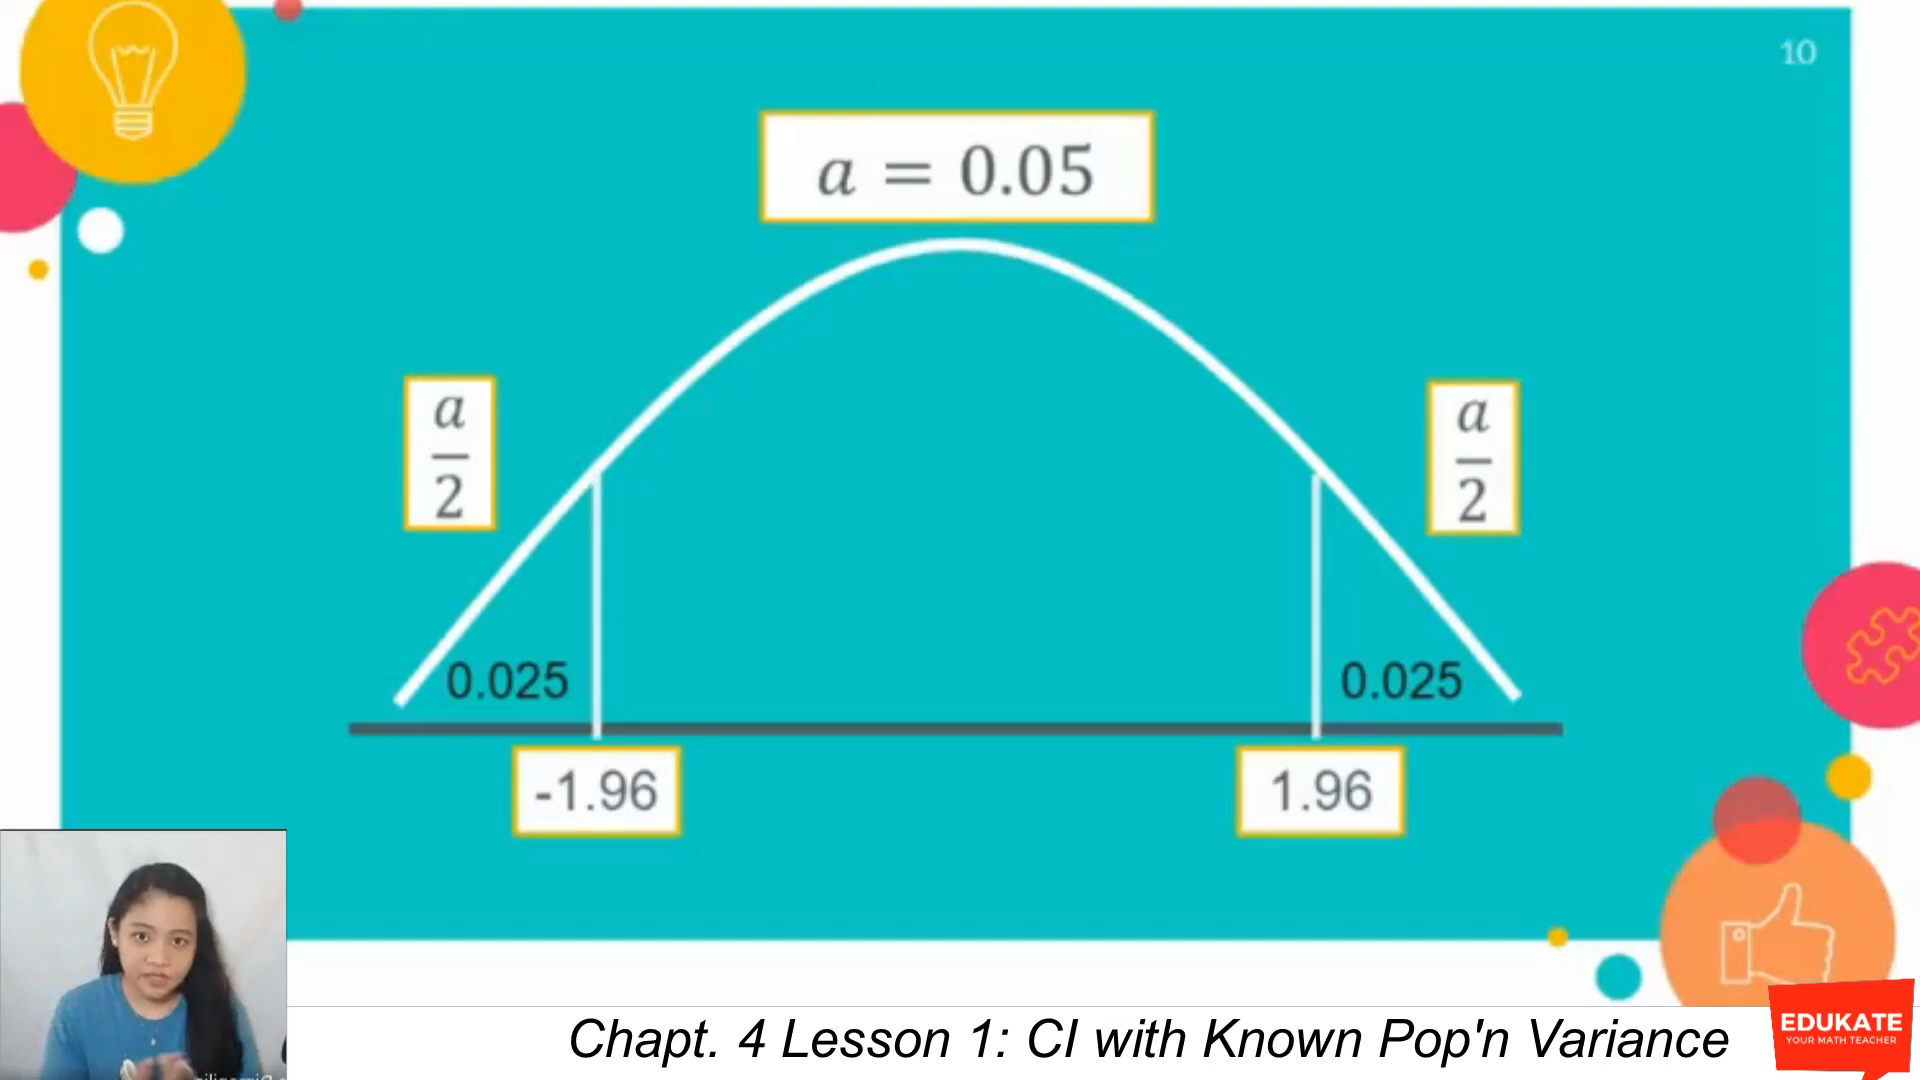 10
a = 0.05
a
2
a
2
0.025
0.025
-1.96
1.96
Chapt. 4 Lesson 1: CI with Known Pop'n Variance
EDUKATE
YOUR MATH TEACHER